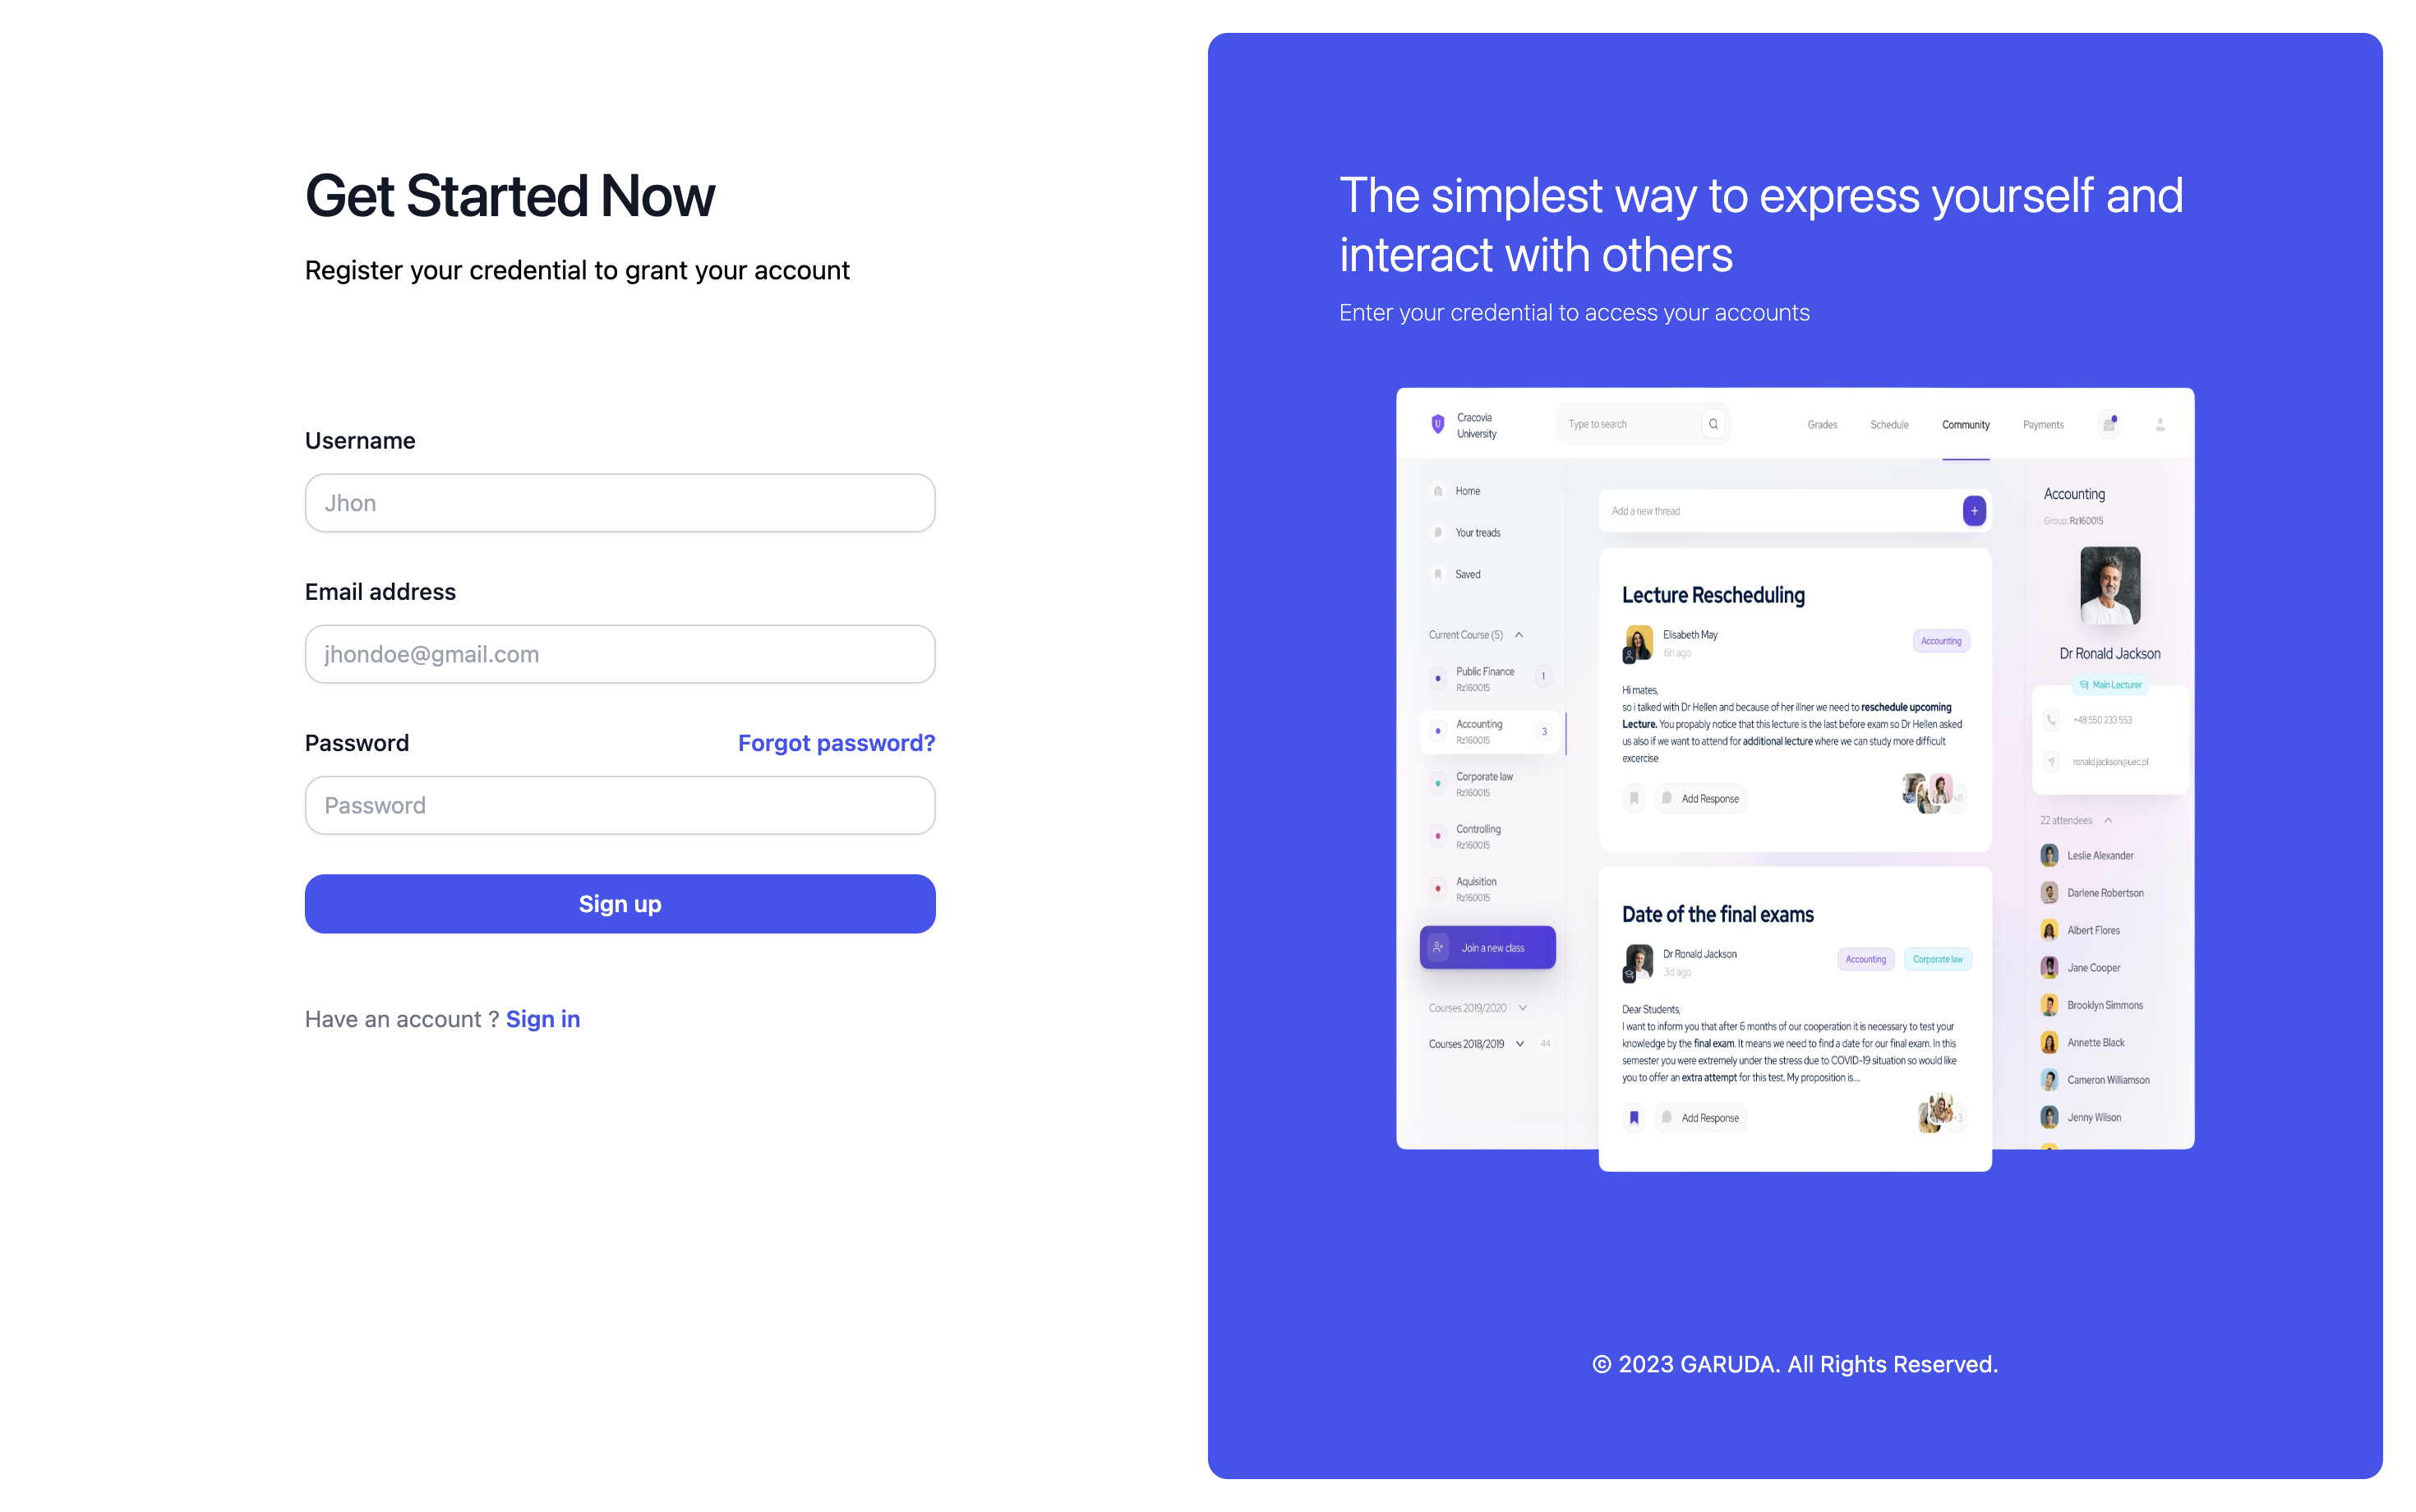 Get Started Now
Register your credential to grant your account
Username
Jhon
Email address
jhondoe@gmail.com
Password
Forgot password?
Password
Sign up
Have an account ? Sign in
The simplest way to express yourself and
interact with others
Enter your credential to access your accounts
Cracovia
University
Type to search
Grades
Schedule
Community
Payments
Home
Your treads
Saved
Current Course (5)
Public Finance
Rz160015
1
Accounting
Rz160015
3
Corporate law
Rz160015
Controlling
Rz160015
Aquisition
Rz160015
Join a new class
Courses 2019/2020
Courses 2018/2019
44
Add a new thread
+
Lecture Rescheduling
Elisabeth May
6h ago
Accounting
Hi mates,
so i talked with Dr Hellen and because of her illner we need to reschedule upcoming
Lecture. You propably notice that this lecture is the last before exam so Dr Hellen asked
us also if we want to attend for additional lecture where we can study more difficult
excercise
Add Response
+11
Date of the final exams
Dr Ronald Jackson
3d ago
Accounting
Corporate law
Dear Students,
I want to inform you that after 6 months of our cooperation it is necessary to test your
knowledge by the final exam. It means we need to find a date for our final exam. In this
semester you were extremely under the stress due to COVID-19 situation so would like
you to offer an extra attempt for this test. My proposition is...
Add Response
+3
Accounting
Group: Rz160015
Dr Ronald Jackson
Main Lecturer
+48 550 233 553
ronald.jackson@uec.pl
22 attendees
Leslie Alexander
Darlene Robertson
Albert Flores
Jane Cooper
Brooklyn Simmons
Annette Black
Cameron Williamson
Jenny Wilson
© 2023 GARUDA. All Rights Reserved.